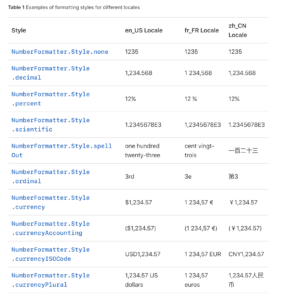 Table 1 Examples of formatting styles for different locales
Style en_US Locale fr_FR Locale zh_CN Locale
NumberFormatter.Style.none 1235 1235 1235
NumberFormatter.Style.decimal 1,234.568 1 234,568 1,234.568
NumberFormatter.Style.percent 12% 12 % 12%
NumberFormatter.Style.scientific 1.2345678E3 1,2345678E3 1.2345678E3
NumberFormatter.Style.spellOut one hundred twenty-three cent vingt-trois 一百二十三
NumberFormatter.Style.ordinal 3rd 3e 第3
NumberFormatter.Style.currency $1,234.57 1 234,57 € ￥1,234.57
NumberFormatter.Style.currencyAccounting ($1,234.57) (1 234,57 €) (￥1,234.57)
NumberFormatter.Style.currencyISOCode USD1,234.57 1 234,57 EUR CNY1,234.57
NumberFormatter.Style.currencyPlural 1,234.57 US dollars 1 234,57 euros 1,234.57人民币